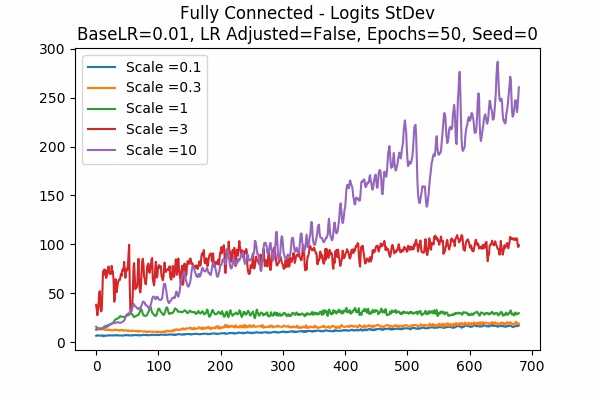 Fully Connected - Logits StDev
BaseLR=0.01, LR Adjusted=False, Epochs=50, Seed=0
300
250
200
150
100
50
0
Scale =0.1
Scale =0.3
Scale =1
Scale =3
Scale =10
0 100 200 300 400 500 600 700